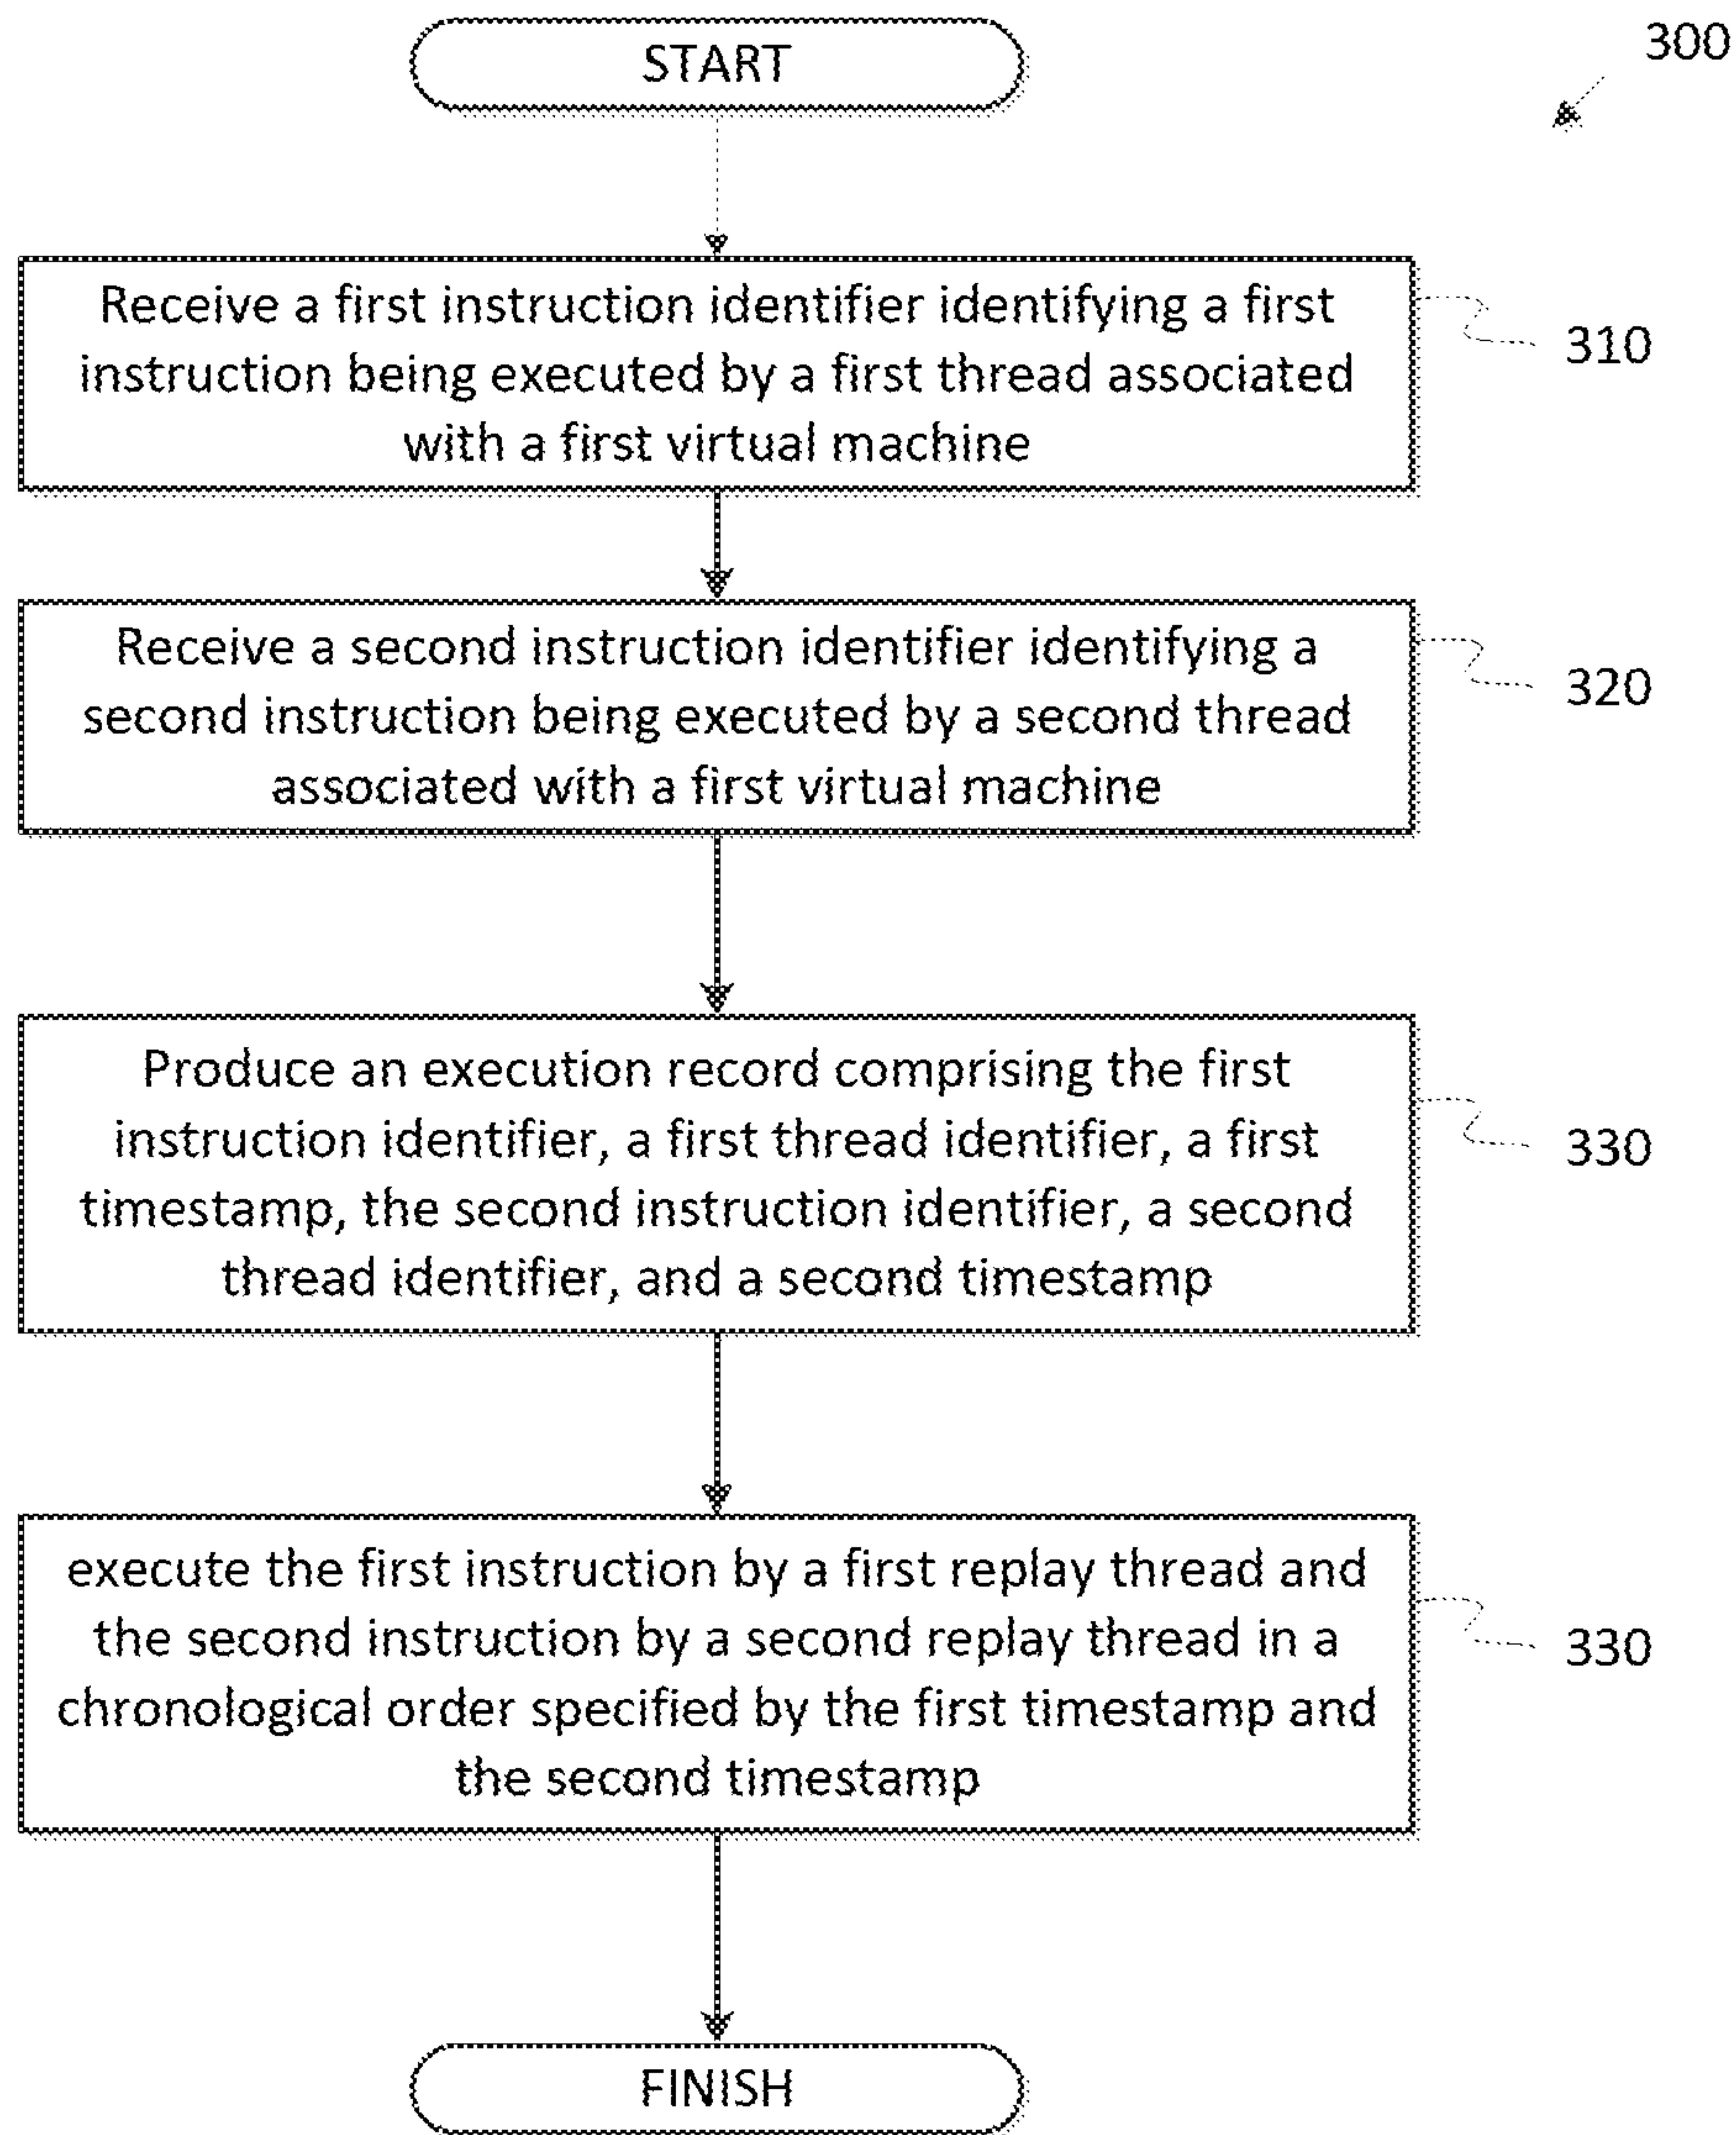 START
300
Receive a first instruction identifier identifying a first
instruction being executed by a first thread associated
with a first virtual machine
310
Receive a second instruction identifier identifying a
second instruction being executed by a second thread
associated with a first virtual machine
320
Produce an execution record comprising the first
instruction identifier, a first thread identifier, a first
timestamp, the second instruction identifier, a second
thread identifier, and a second timestamp
330
execute the first instruction by a first replay thread and
the second instruction by a second replay thread in a
chronological order specified by the first timestamp and
the second timestamp
330
FINISH